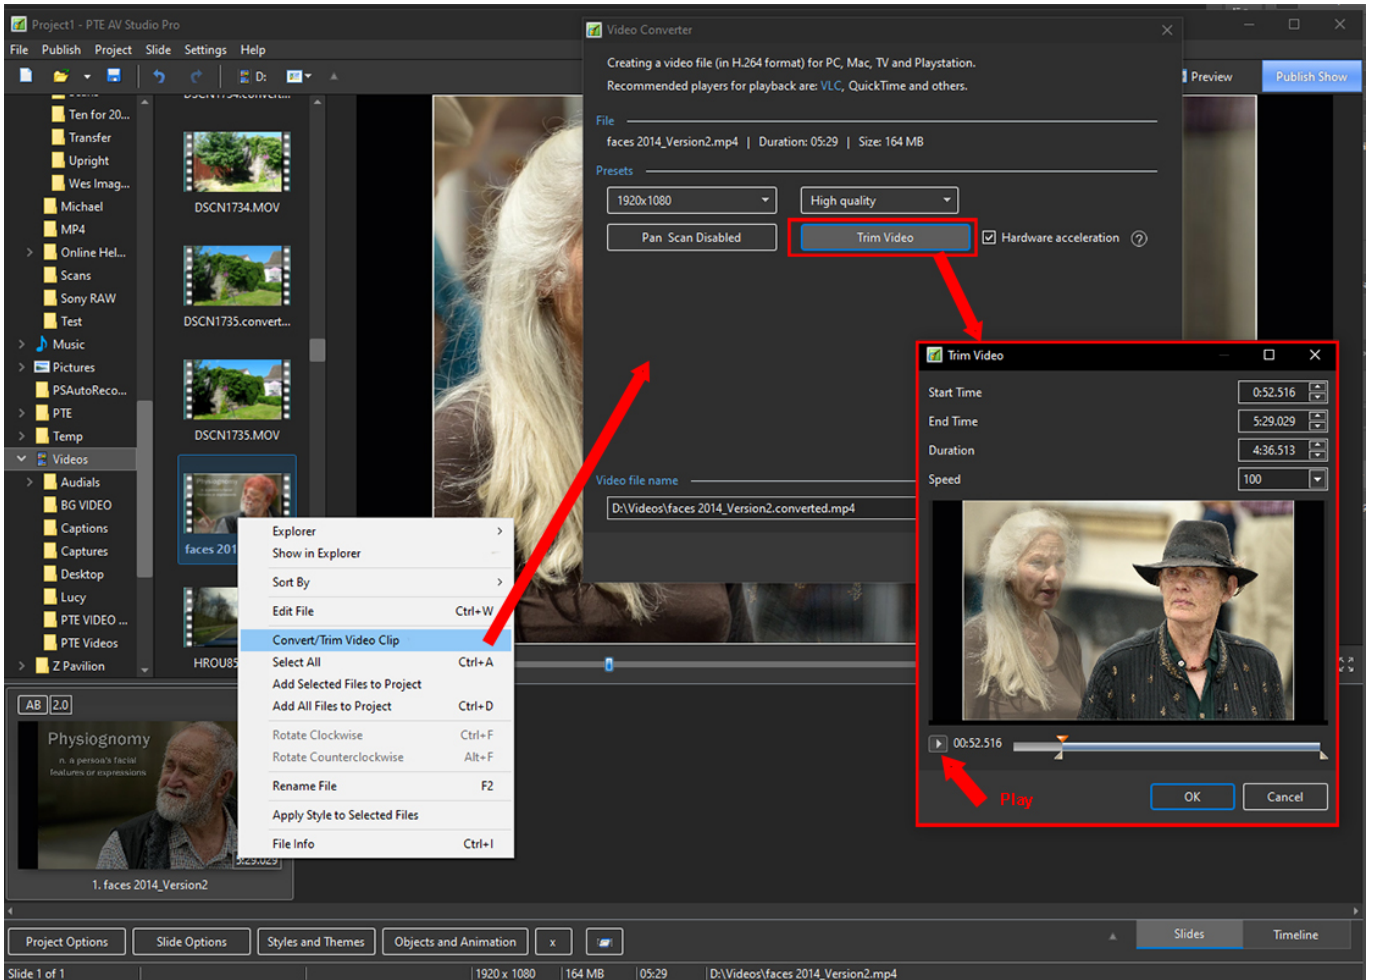 Project1 - PTE AV Studio Pro
File Publish Project Slide Settings Help
D:
Preview
Publish Show
Ten for 20...
Transfer
Upright
Wes Imag...
Michael
MP4
Online Hel...
Scans
Sony RAW
Test
Music
Pictures
PSAutoReco...
PTE
Temp
Videos
Audials
BG VIDEO
Captions
Captures
Desktop
Lucy
PTE VIDEO ...
PTE Videos
Z Pavilion
DSCN1734.convert...
DSCN1734.MOV
DSCN1735.convert...
DSCN1735.MOV
Physiognomy
faces 201
HROU85
Explorer
Show in Explorer
Sort By
Edit File Ctrl+W
Convert/Trim Video Clip
Select All Ctrl+A
Add Selected Files to Project
Add All Files to Project Ctrl+D
Rotate Clockwise Ctrl+F
Rotate Counterclockwise Alt+F
Rename File F2
Apply Style to Selected Files
File Info Ctrl+I
Video Converter
Creating a video file (in H.264 format) for PC, Mac, TV and Playstation.
Recommended players for playback are: VLC, QuickTime and others.
File
faces 2014_Version2.mp4 | Duration: 05:29 | Size: 164 MB
Presets
1920x1080 High quality
Pan Scan Disabled Trim Video Hardware acceleration ?
Video file name
D:\Videos\faces 2014_Version2.converted.mp4
Trim Video
Start Time 0:52.516
End Time 5:29.029
Duration 4:36.513
Speed 100
00:52.516
Play
OK Cancel
AB 2.0
Physiognomy
n. a person's facial
features or expressions
5:29.029
1. faces 2014_Version2
Project Options Slide Options Styles and Themes Objects and Animation x
Slides Timeline
Slide 1 of 1 1920 x 1080 164 MB 05:29 D:\Videos\faces 2014_Version2.mp4